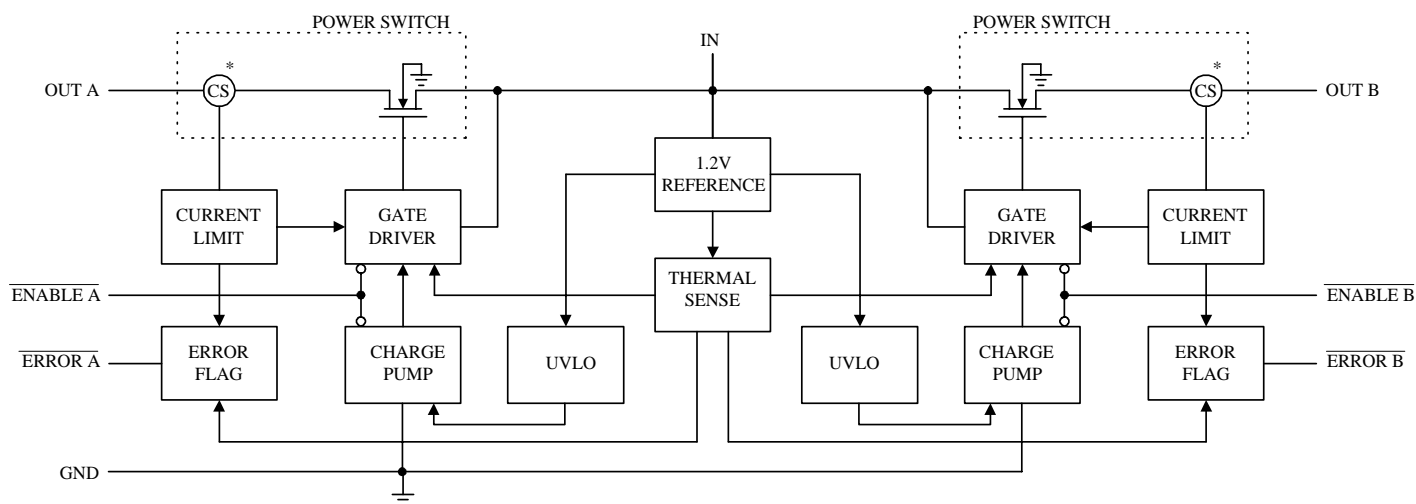 POWER SWITCH
POWER SWITCH
IN
*
*
OUT A
CS
CS
OUT B
1.2V
REFERENCE
CURRENT
LIMIT
GATE
DRIVER
GATE
DRIVER
CURRENT
LIMIT
THERMAL
SENSE
ENABLE A
ENABLE B
ERROR A
ERROR
FLAG
CHARGE
PUMP
UVLO
UVLO
CHARGE
PUMP
ERROR
FLAG
ERROR B
GND